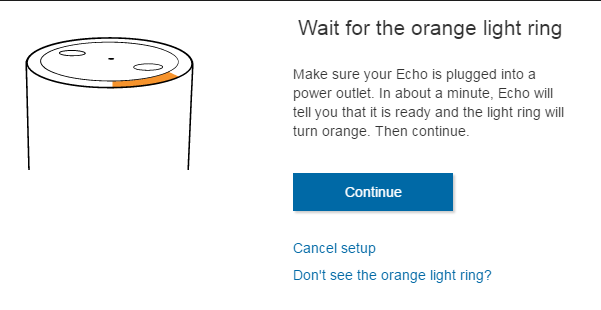 Wait for the orange light ring
Make sure your Echo is plugged into a
power outlet. In about a minute, Echo will
tell you that it is ready and the light ring will
turn orange. Then continue.
Continue
Cancel setup
Don't see the orange light ring?